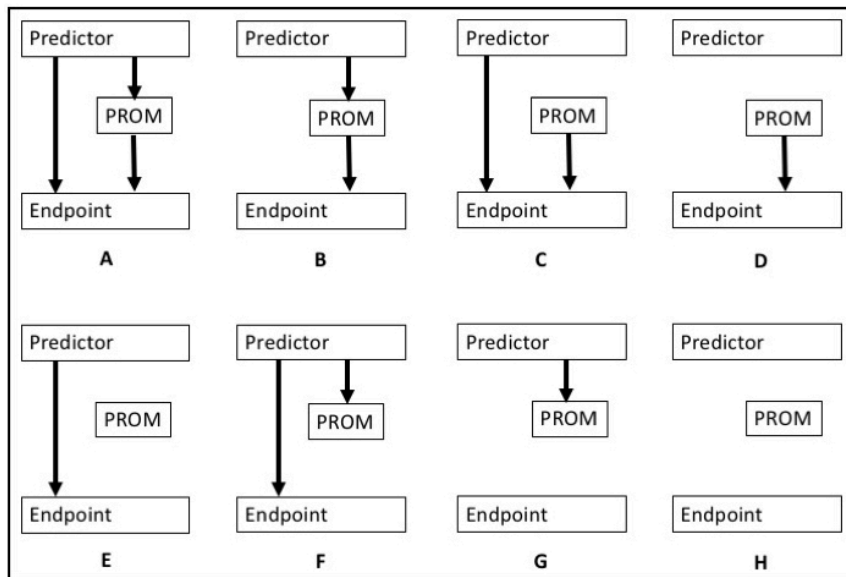 Predictor Predictor Predictor Predictor
PROM PROM PROM PROM
Endpoint Endpoint Endpoint Endpoint
A B C D
Predictor Predictor Predictor Predictor
PROM PROM PROM PROM
Endpoint Endpoint Endpoint Endpoint
E F G H